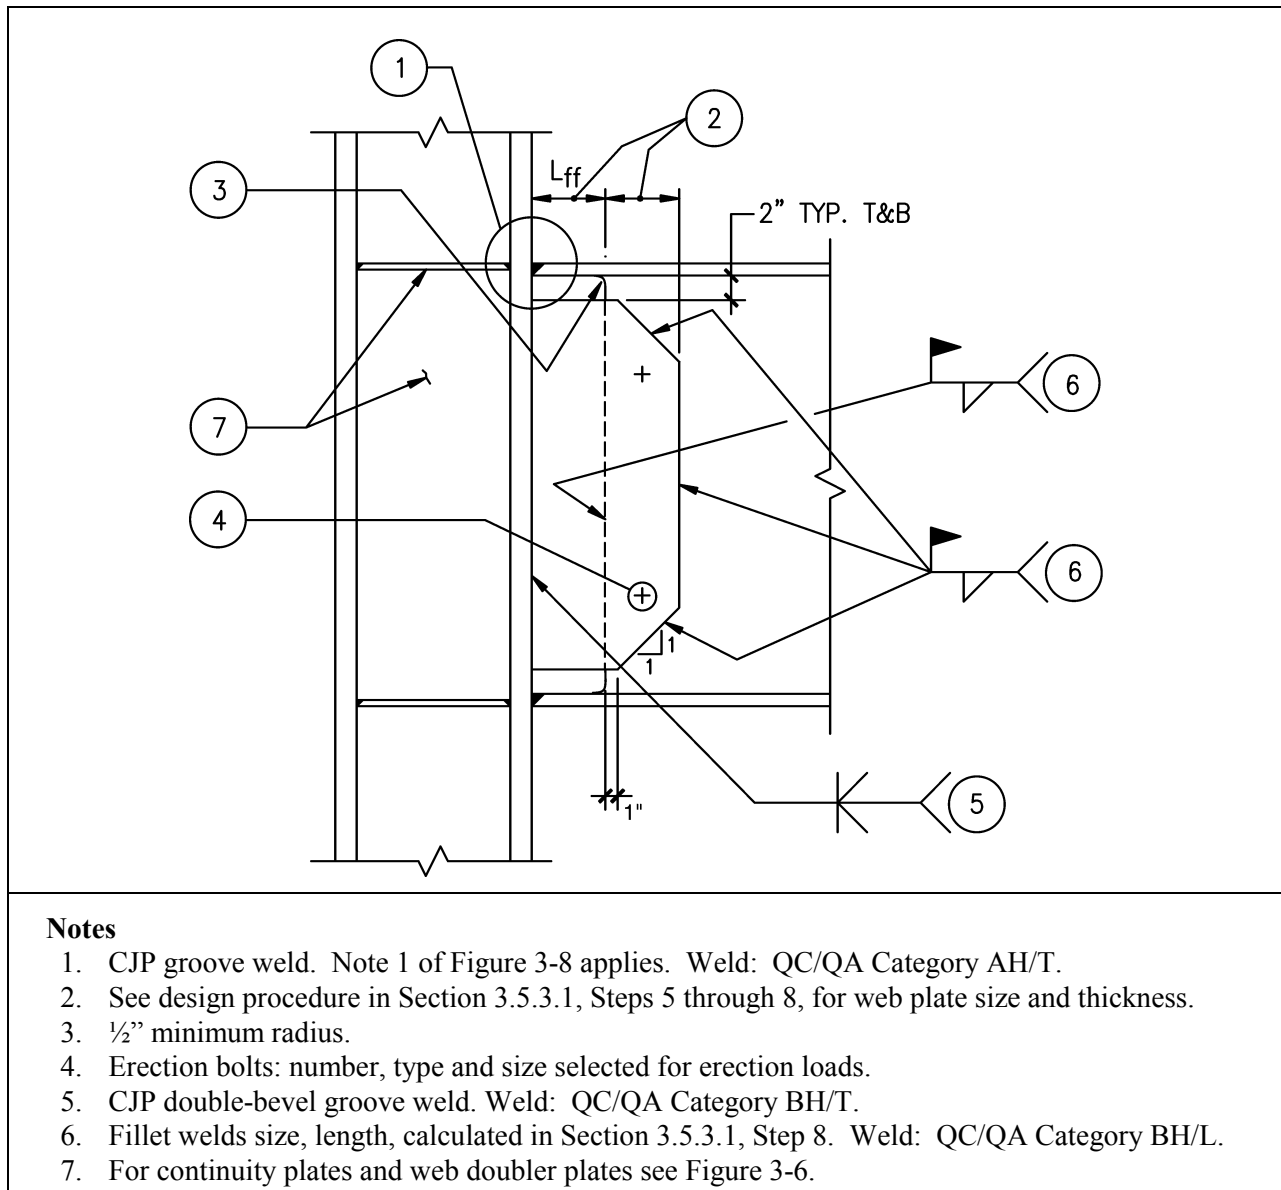 1
2
L ff
3
2” TYP. T&B
6
7
4
6
1
1
1"
5
Notes
1. CJP groove weld. Note 1 of Figure 3-8 applies. Weld: QC/QA Category AH/T.
2. See design procedure in Section 3.5.3.1, Steps 5 through 8, for web plate size and thickness.
3. ½” minimum radius.
4. Erection bolts: number, type and size selected for erection loads.
5. CJP double-bevel groove weld. Weld: QC/QA Category BH/T.
6. Fillet welds size, length, calculated in Section 3.5.3.1, Step 8. Weld: QC/QA Category BH/L.
7. For continuity plates and web doubler plates see Figure 3-6.